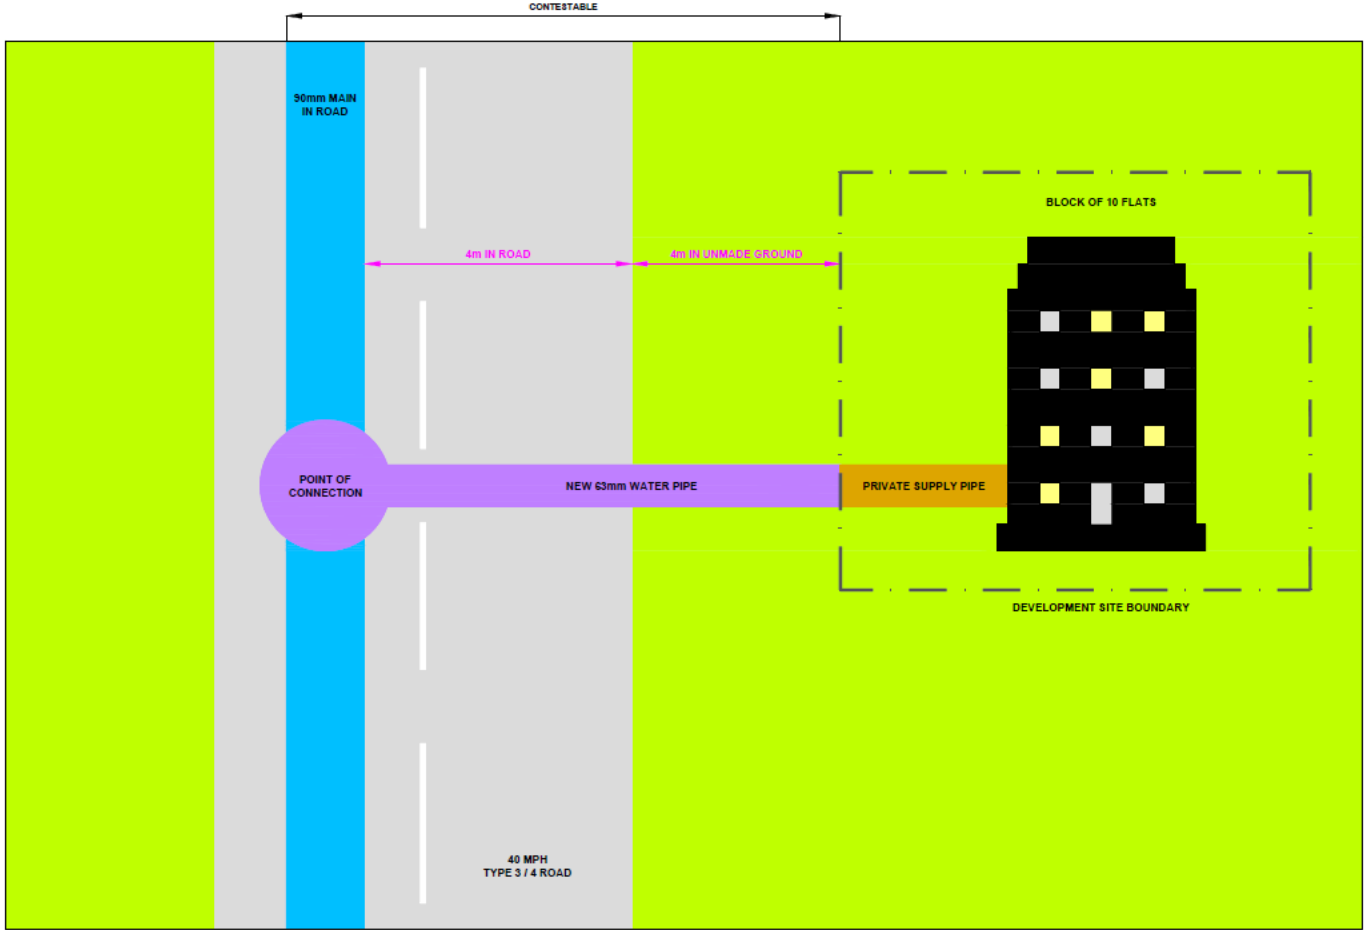 CONTESTABLE
90mm MAIN
IN ROAD
BLOCK OF 10 FLATS
4m IN ROAD
4m IN UNMADE GROUND
POINT OF
CONNECTION
NEW 63mm WATER PIPE
PRIVATE SUPPLY PIPE
DEVELOPMENT SITE BOUNDARY
40 MPH
TYPE 3 / 4 ROAD